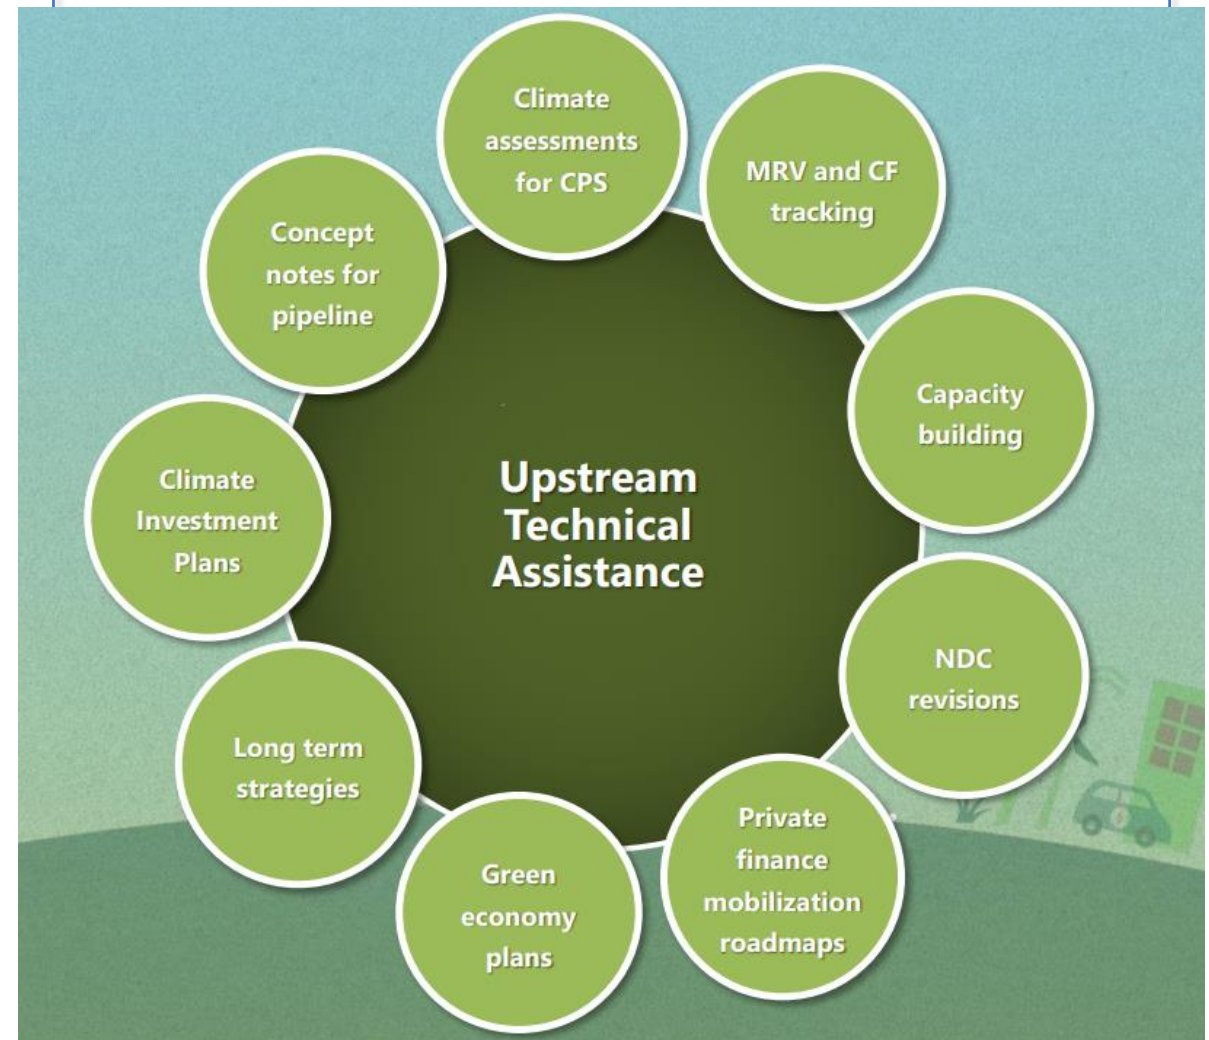 Climate
assessments
for CPS
MRV and CF
tracking
Capacity
building
NDC
revisions
Private
finance
mobilization
roadmaps
Green
economy
plans
Long term
strategies
Climate
Investment
Plans
Concept
notes for
pipeline
Upstream
Technical
Assistance